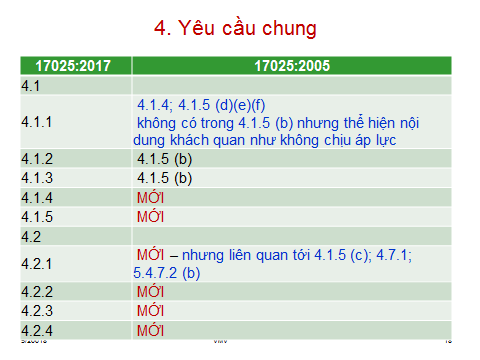 4. Yêu cầu chung
17025:2017 17025:2005
4.1
4.1.1 4.1.4; 4.1.5 (d)(e)(f)
không có trong 4.1.5 (b) nhưng thể hiện nội
dung khách quan như không chịu áp lực
4.1.2 4.1.5 (b)
4.1.3 4.1.5 (b)
4.1.4 MỚI
4.1.5 MỚI
4.2
4.2.1 MỚI – nhưng liên quan tới 4.1.5 (c); 4.7.1;
5.4.7.2 (b)
4.2.2 MỚI
4.2.3 MỚI
4.2.4 MỚI